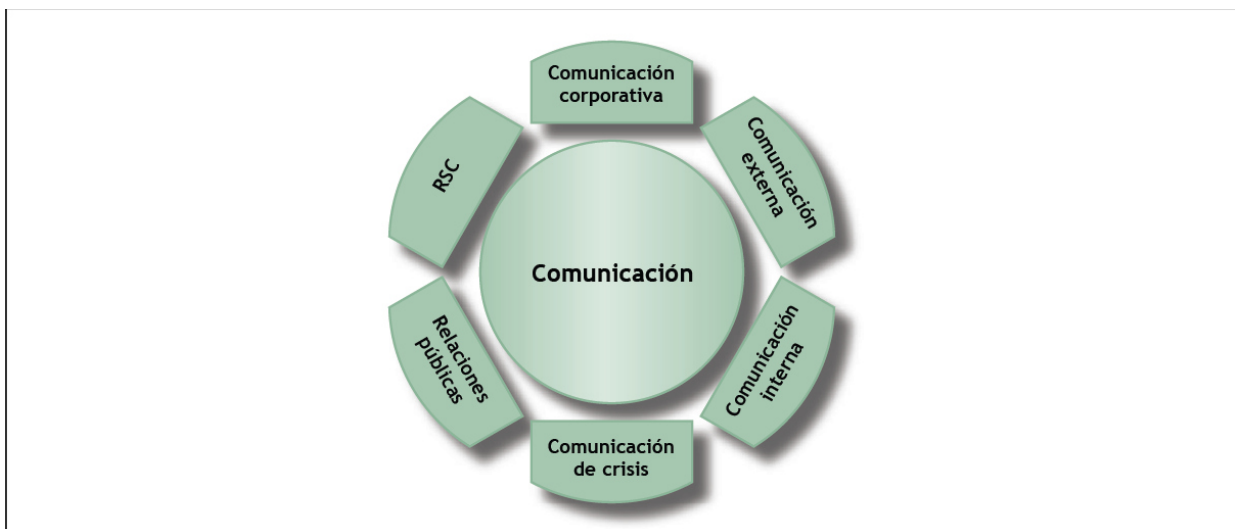 Comunicación
corporativa
Comunicación
externa
Comunicación
interna
Comunicación
de crisis
Relaciones
públicas
RSC
Comunicación